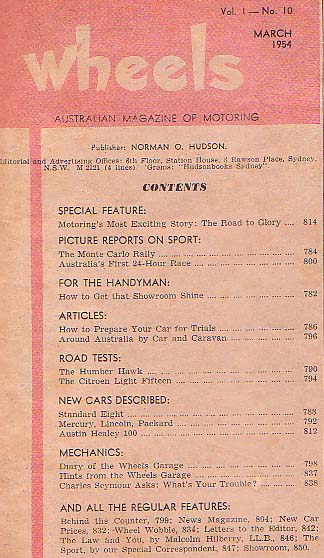 Vol. 1 — No. 10
MARCH
1954
wheels
AUSTRALIAN MAGAZINE OF MOTORING
Publisher: NORMAN O. HUDSON.
Editorial and Advertising Offices: 6th Floor, Station House, 3 Rawson Place, Sydney,
N.S.W. M 2121 (4 lines) 'Grams: "Hudsonbooks Sydney".
CONTENTS
SPECIAL FEATURE:
Motoring's Most Exciting Story: The Road to Glory .... 814
PICTURE REPORTS ON SPORT:
The Monte Carlo Rally .... 784
Australia's First 24-Hour Race .... 800
FOR THE HANDYMAN:
How to Get that Showroom Shine .... 782
ARTICLES:
How to Prepare Your Car for Trials .... 786
Around Australia by Car and Caravan .... 796
ROAD TESTS:
The Humber Hawk .... 790
The Citroen Light Fifteen .... 794
NEW CARS DESCRIBED:
Standard Eight .... 788
Mercury, Lincoln, Packard .... 792
Austin Healey 100 .... 812
MECHANICS:
Diary of the Wheels Garage .... 798
Hints from the Wheels Garage .... 837
Charles Seymour Asks: What's Your Trouble? .... 838
AND ALL THE REGULAR FEATURES:
Behind the Counter, 799; News Magazine, 804; New Car
Prices, 832; Wheel Wobble, 834; Letters to the Editor, 842;
The Law and You, by Malcolm Hilberry, LL.B., 846; The
Sport, by our Special Correspondent, 847; Showroom, 850.